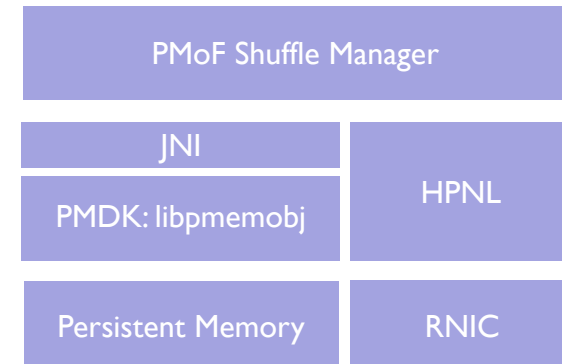 PMoF Shuffle Manager
JNI
HPNL
PMDK: libpmemobj
Persistent Memory
RNIC